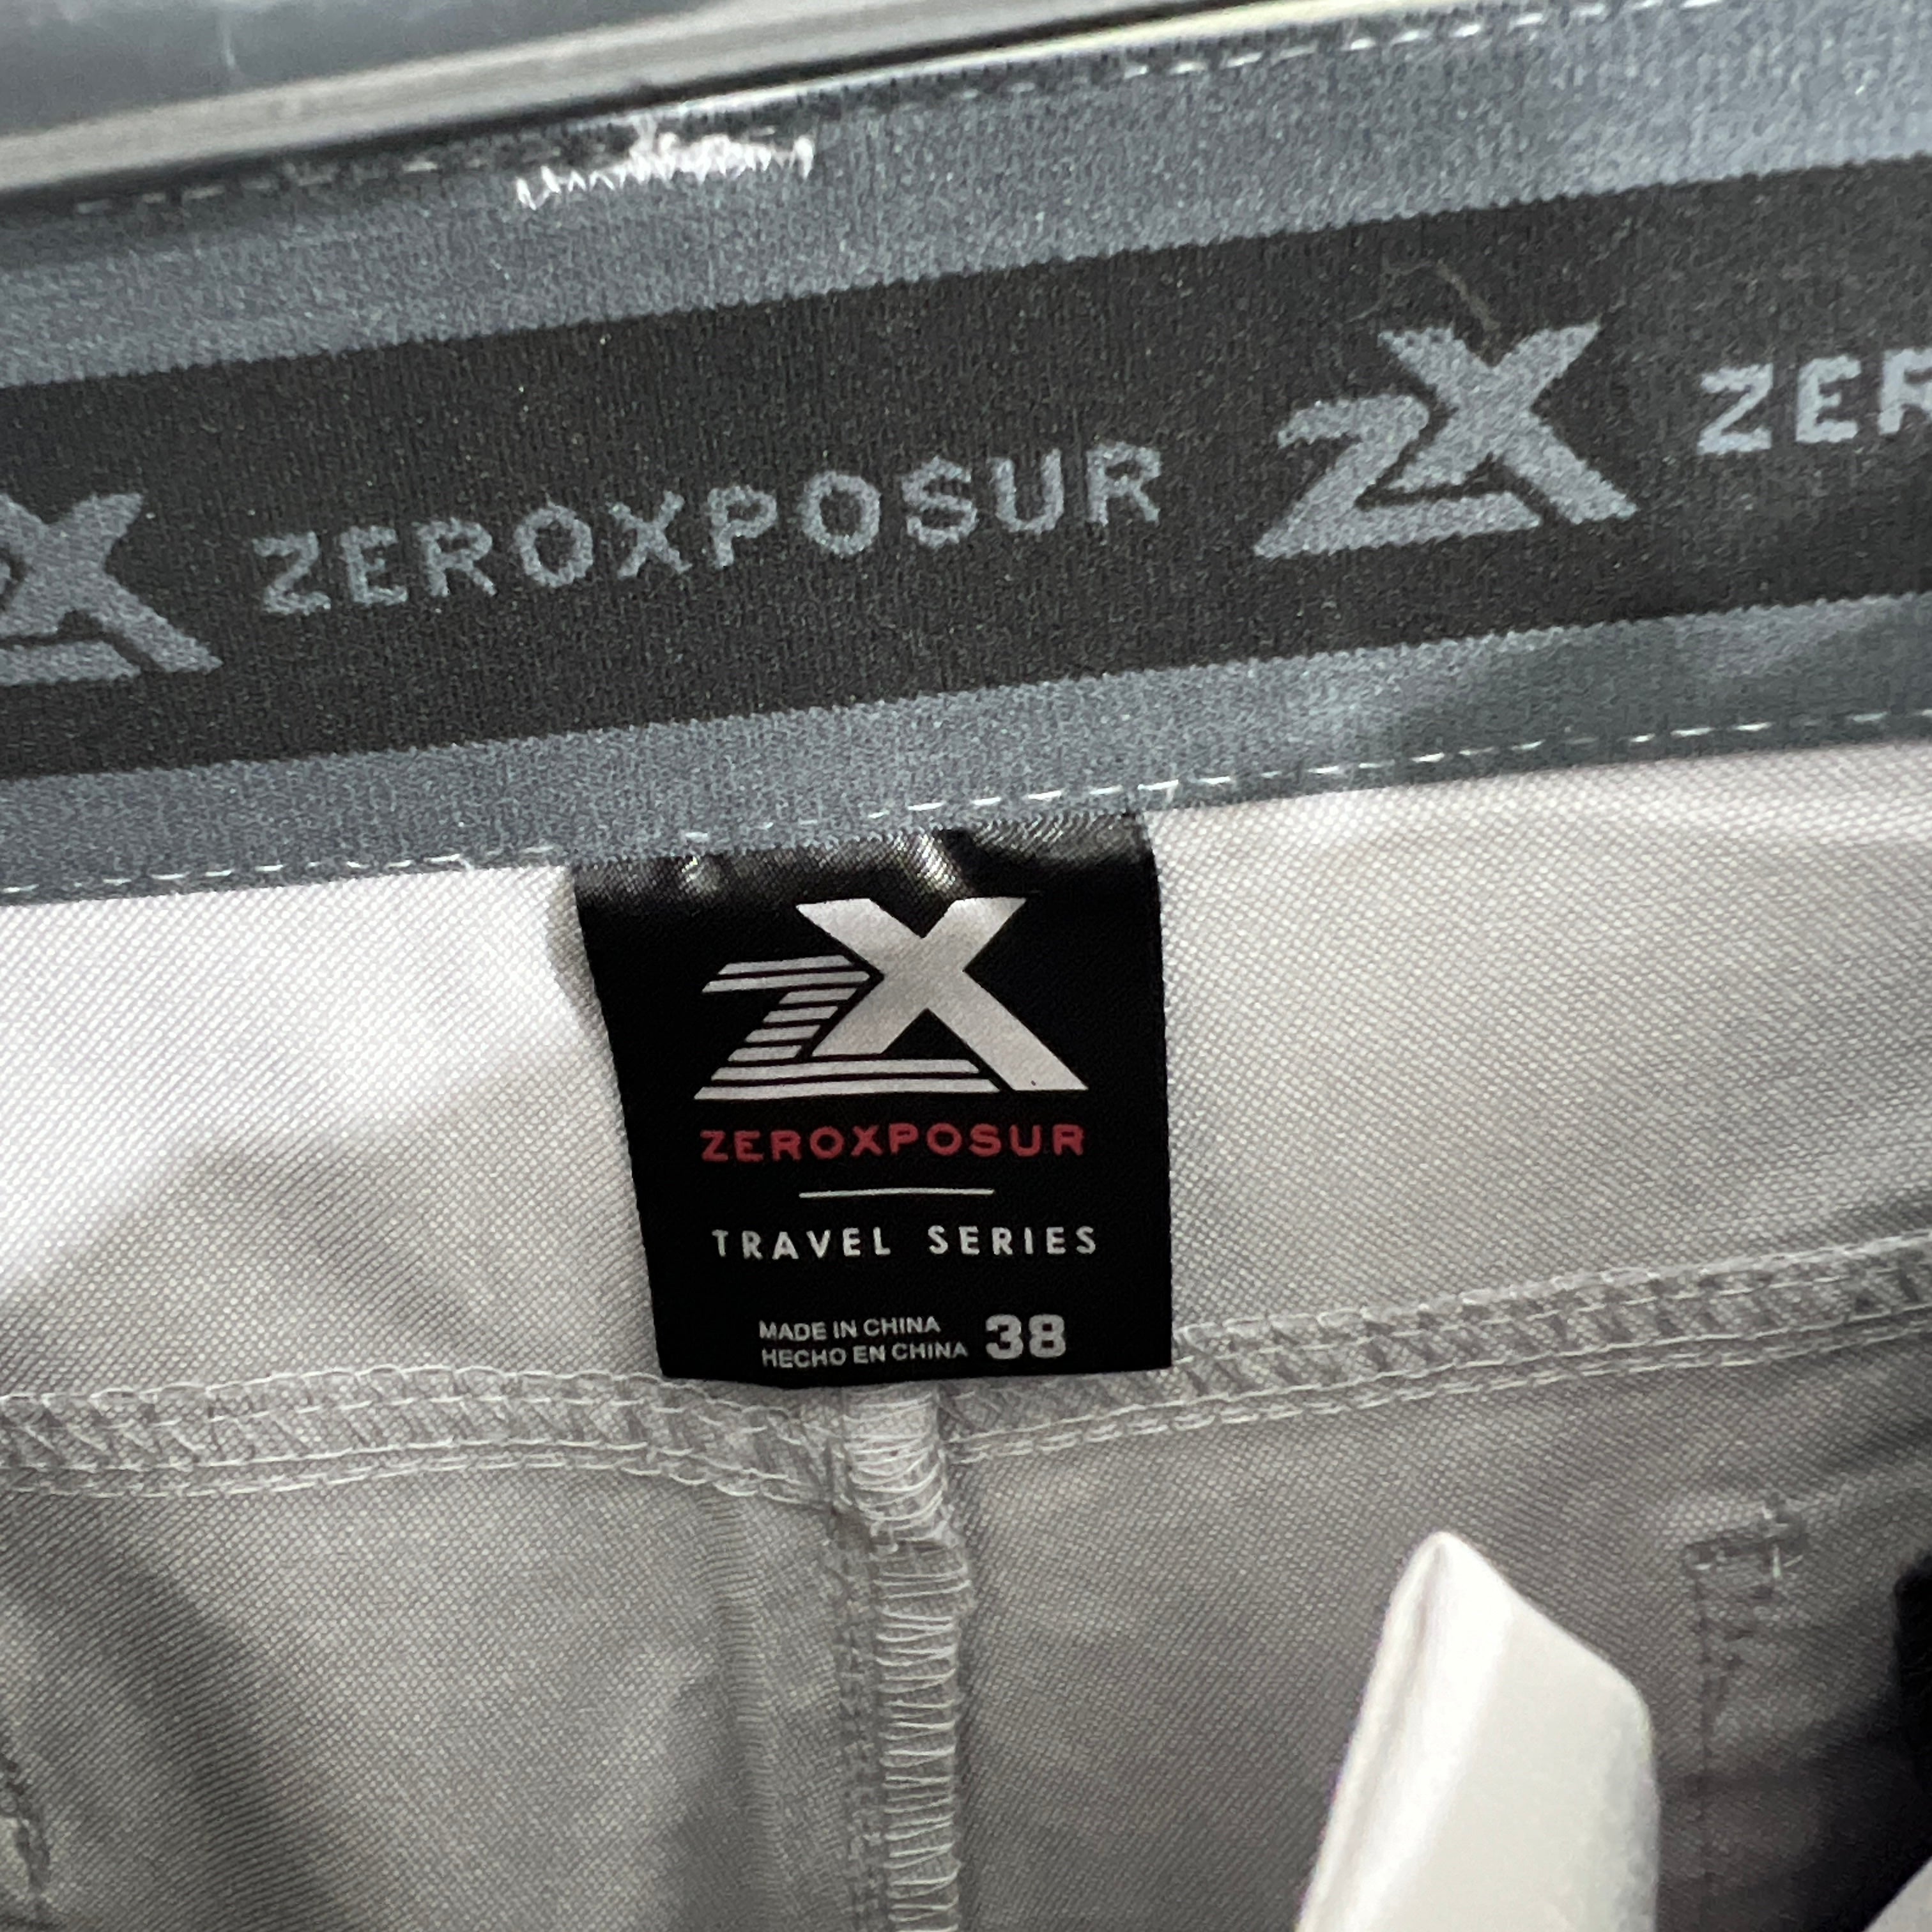 ZX ZEROXPOSUR ZX ZER
ZX
ZEROXPOSUR
TRAVEL SERIES
MADE IN CHINA
HECHO EN CHINA 38